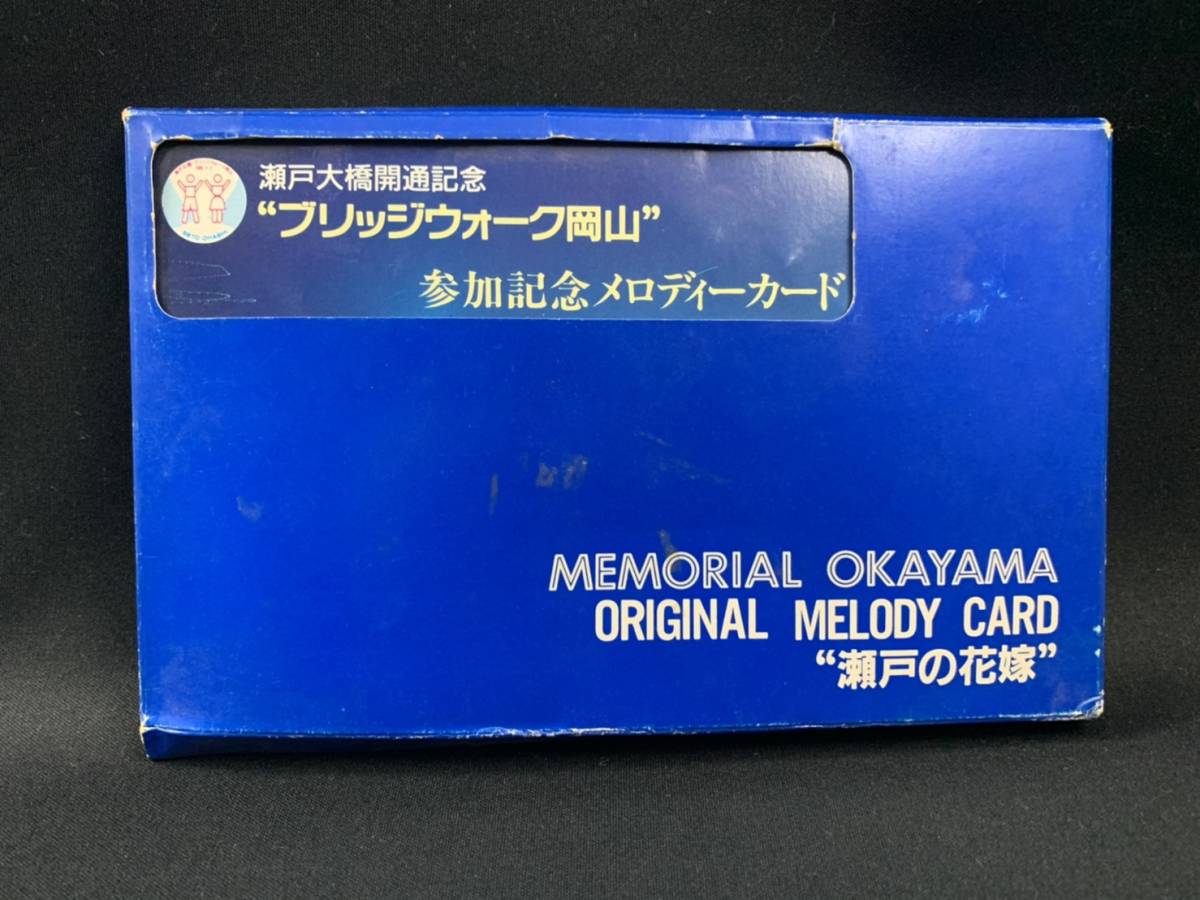 瀬戸大橋開通記念
“ブリッジウォーク岡山”
参加記念メロディーカード
SETO OHASHI
MEMORIAL OKAYAMA
ORIGINAL MELODY CARD
“瀬戸の花嫁”